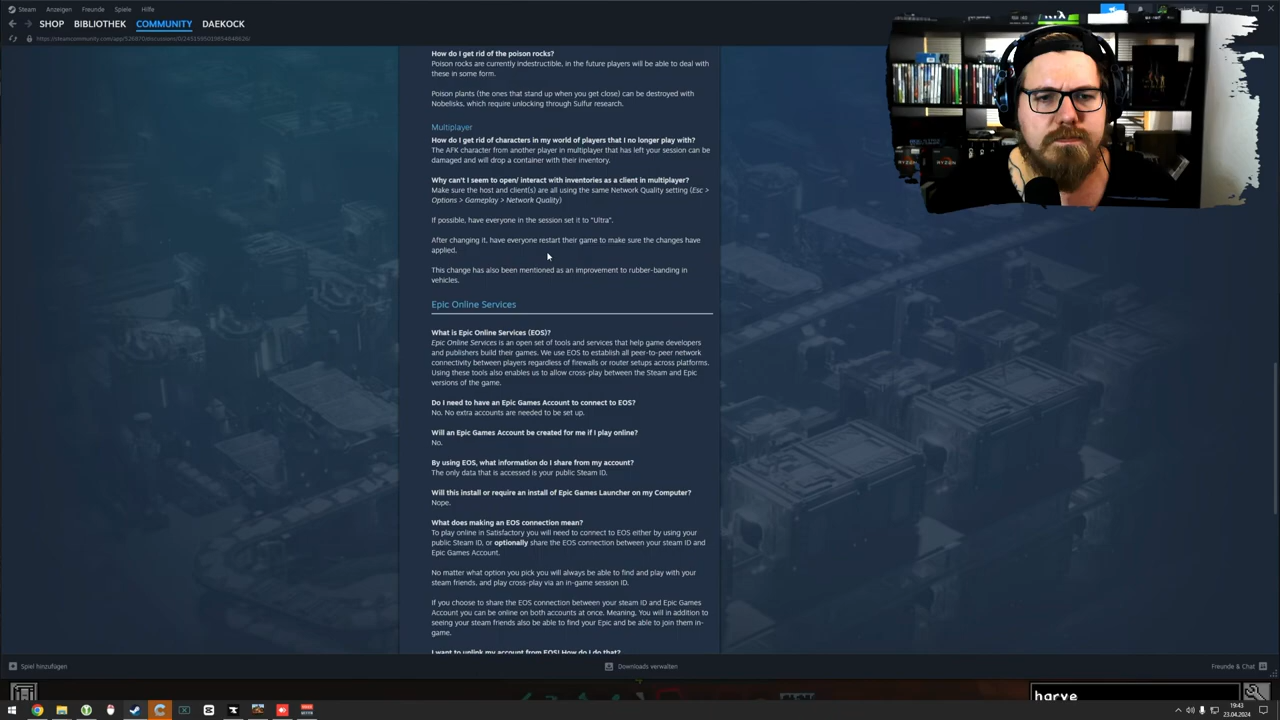 Steam Anzeigen Freunde Spiele Hilfe
SHOP BIBLIOTHEK COMMUNITY DAEKOCK
How do I get rid of the poison rocks?
Poison rocks are currently indestructible, in the future players will be able to deal with
these in some form.
Poison plants (the ones that stand up when you get close) can be destroyed with
Nobelisks, which require unlocking through Sulfur research.
Multiplayer
How do I get rid of characters in my world of players that I no longer play with?
The AFK character from another player in multiplayer that has left your session can be
damaged and will drop a container with their inventory.
Why can't I seem to open/ interact with inventories as a client in multiplayer?
Make sure the host and client(s) are all using the same Network Quality setting (Esc >
Options > Gameplay > Network Quality)
If possible, have everyone in the session set it to "Ultra".
After changing it, have everyone restart their game to make sure the changes have
applied.
This change has also been mentioned as an improvement to rubber-banding in
vehicles.
Epic Online Services
What is Epic Online Services (EOS)?
Epic Online Services is an open set of tools and services that help game developers
and publishers build their games. We use EOS to establish all peer-to-peer network
connectivity between players regardless of firewalls or router setups across platforms.
Using these tools also enables us to allow cross-play between the Steam and Epic
versions of the game.
Do I need to have an Epic Games Account to connect to EOS?
No, No extra accounts are needed to be set up.
Will an Epic Games Account be created for me if I play online?
No.
By using EOS, what information do I share from my account?
The only data that is accessed is your public Steam ID.
Will this install or require an install of Epic Games Launcher on my Computer?
Nope.
What does making an EOS connection mean?
To play online in Satisfactory you will need to connect to EOS either by using your
public Steam ID, or optionally share the EOS connection between your steam ID and
Epic Games Account.
No matter what option you pick you will always be able to find and play with your
steam friends, and play cross-play via an in-game session ID.
If you choose to share the EOS connection between your steam ID and Epic Games
Account you can be online on both accounts at once. Meaning, You will in addition to
seeing your steam friends also be able to find your Epic and be able to join them in-
game.
I want to unlink my account from EOS! How do I do that?
Spiel hinzufügen Downloads verwalten Freunde & Chat
harve
19:43
23.04.2024